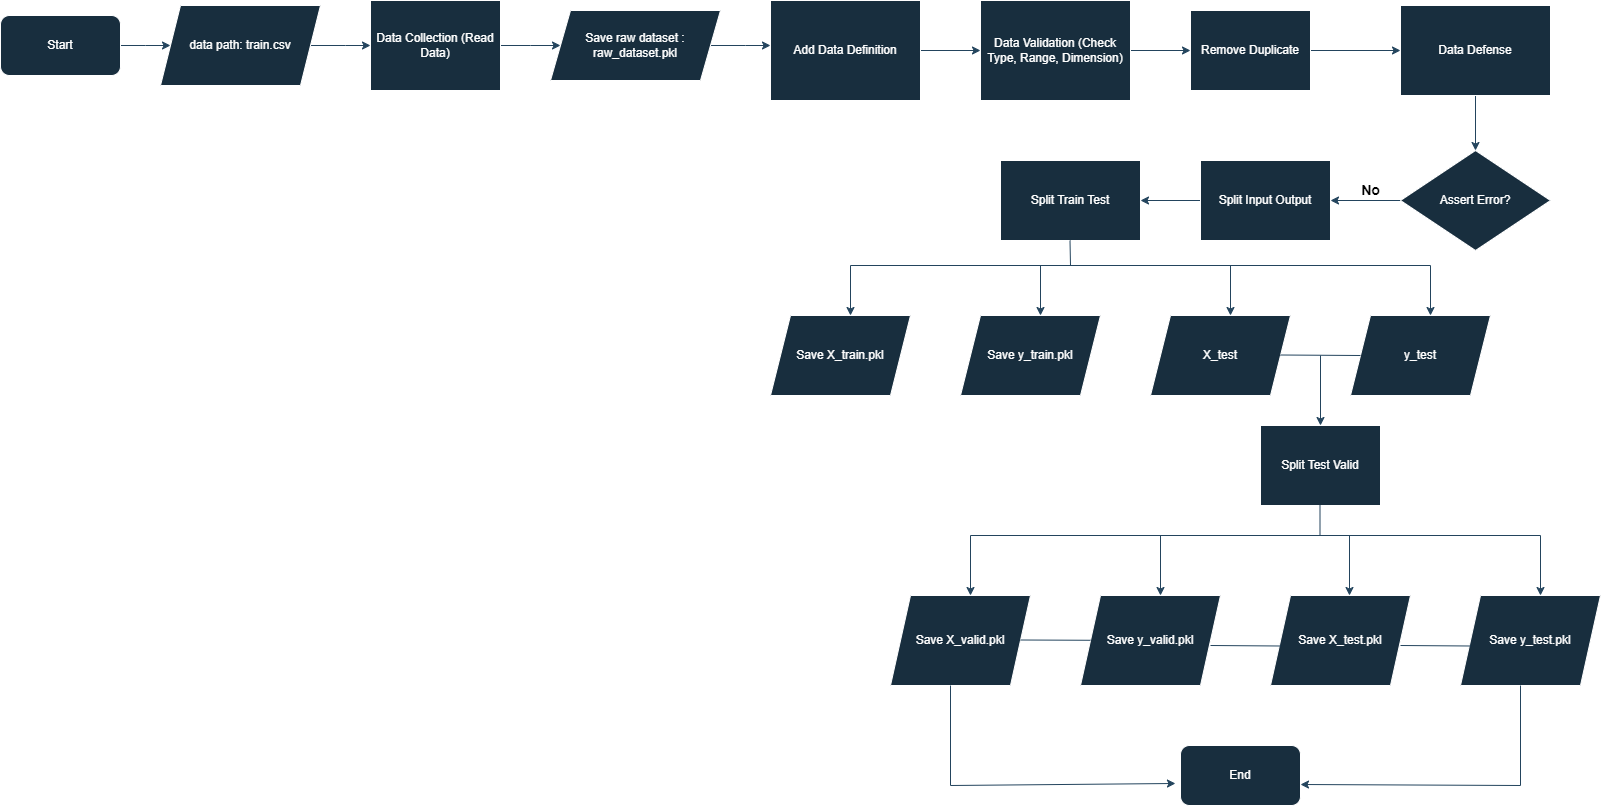 Start
data path: train.csv
Data Collection (Read
Data)
Save raw dataset :
raw_dataset.pkl
Add Data Definition
Data Validation (Check
Type, Range, Dimension)
Remove Duplicate
Data Defense
Assert Error?
No
Split Input Output
Split Train Test
Save X_train.pkl
Save y_train.pkl
X_test
y_test
Split Test Valid
Save X_valid.pkl
Save y_valid.pkl
Save X_test.pkl
Save y_test.pkl
End